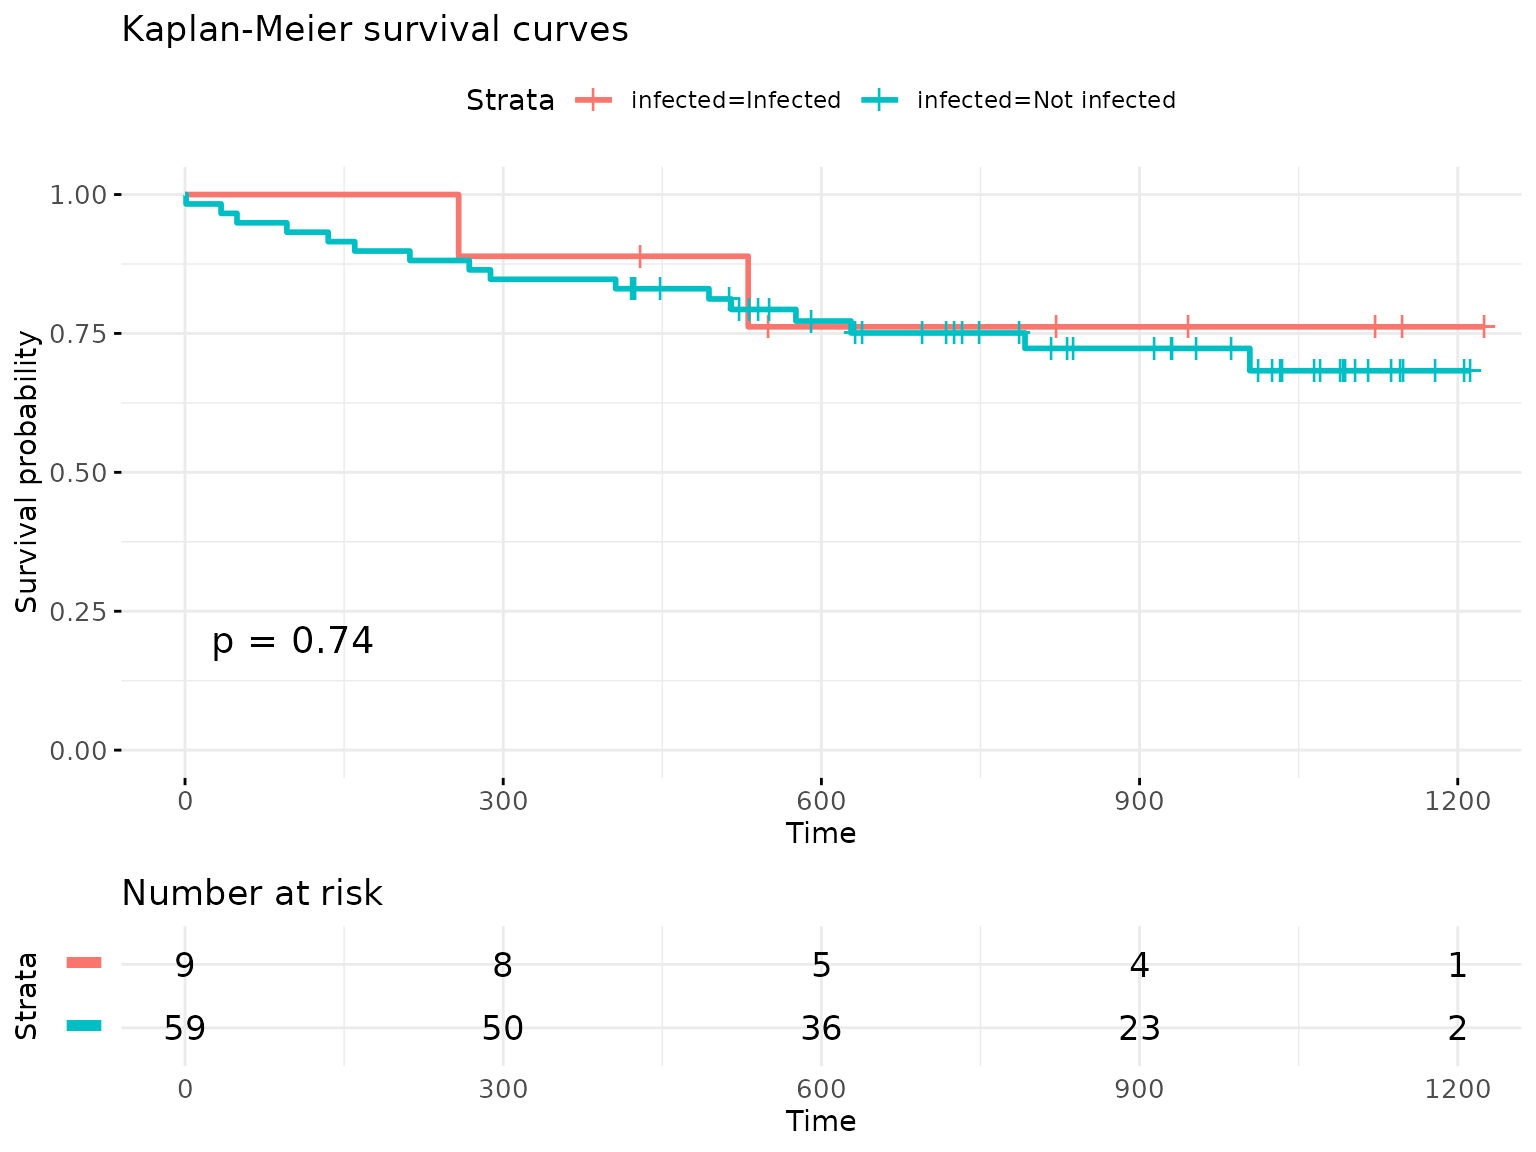 Kaplan-Meier survival curves
Strata infected=Infected infected=Not infected
Survival probability
1.00
0.75
0.50
0.25
0.00
p = 0.74
0 300 600 900 1200
Time
Number at risk
Strata
9 8 5 4 1
59 50 36 23 2
0 300 600 900 1200
Time